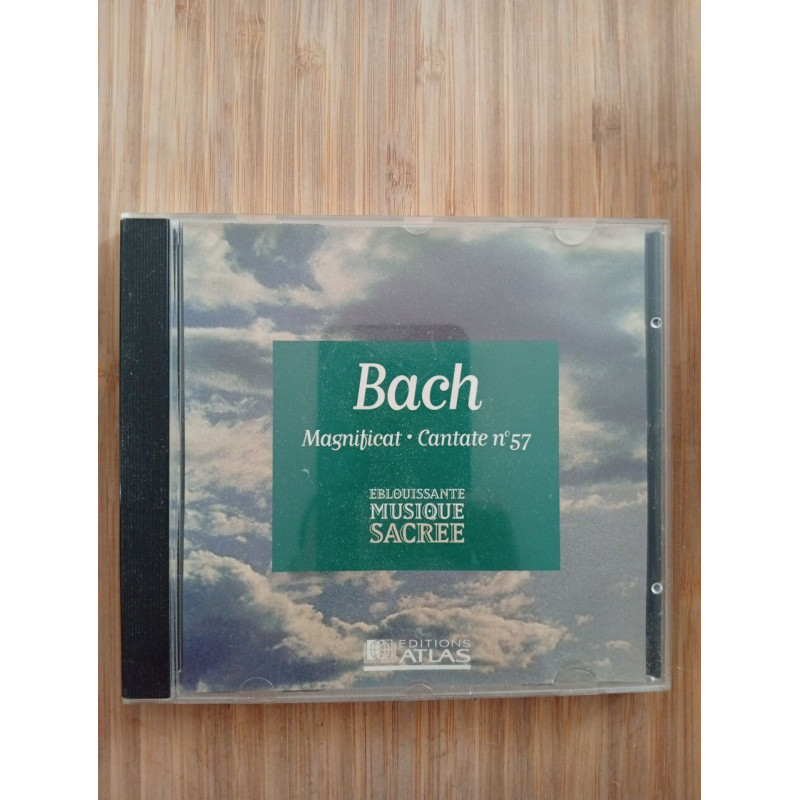 Bach
Magnificat • Cantate n°57
EBLOUISSANTE
MUSIQUE
SACREE
EDITIONS
ATLAS